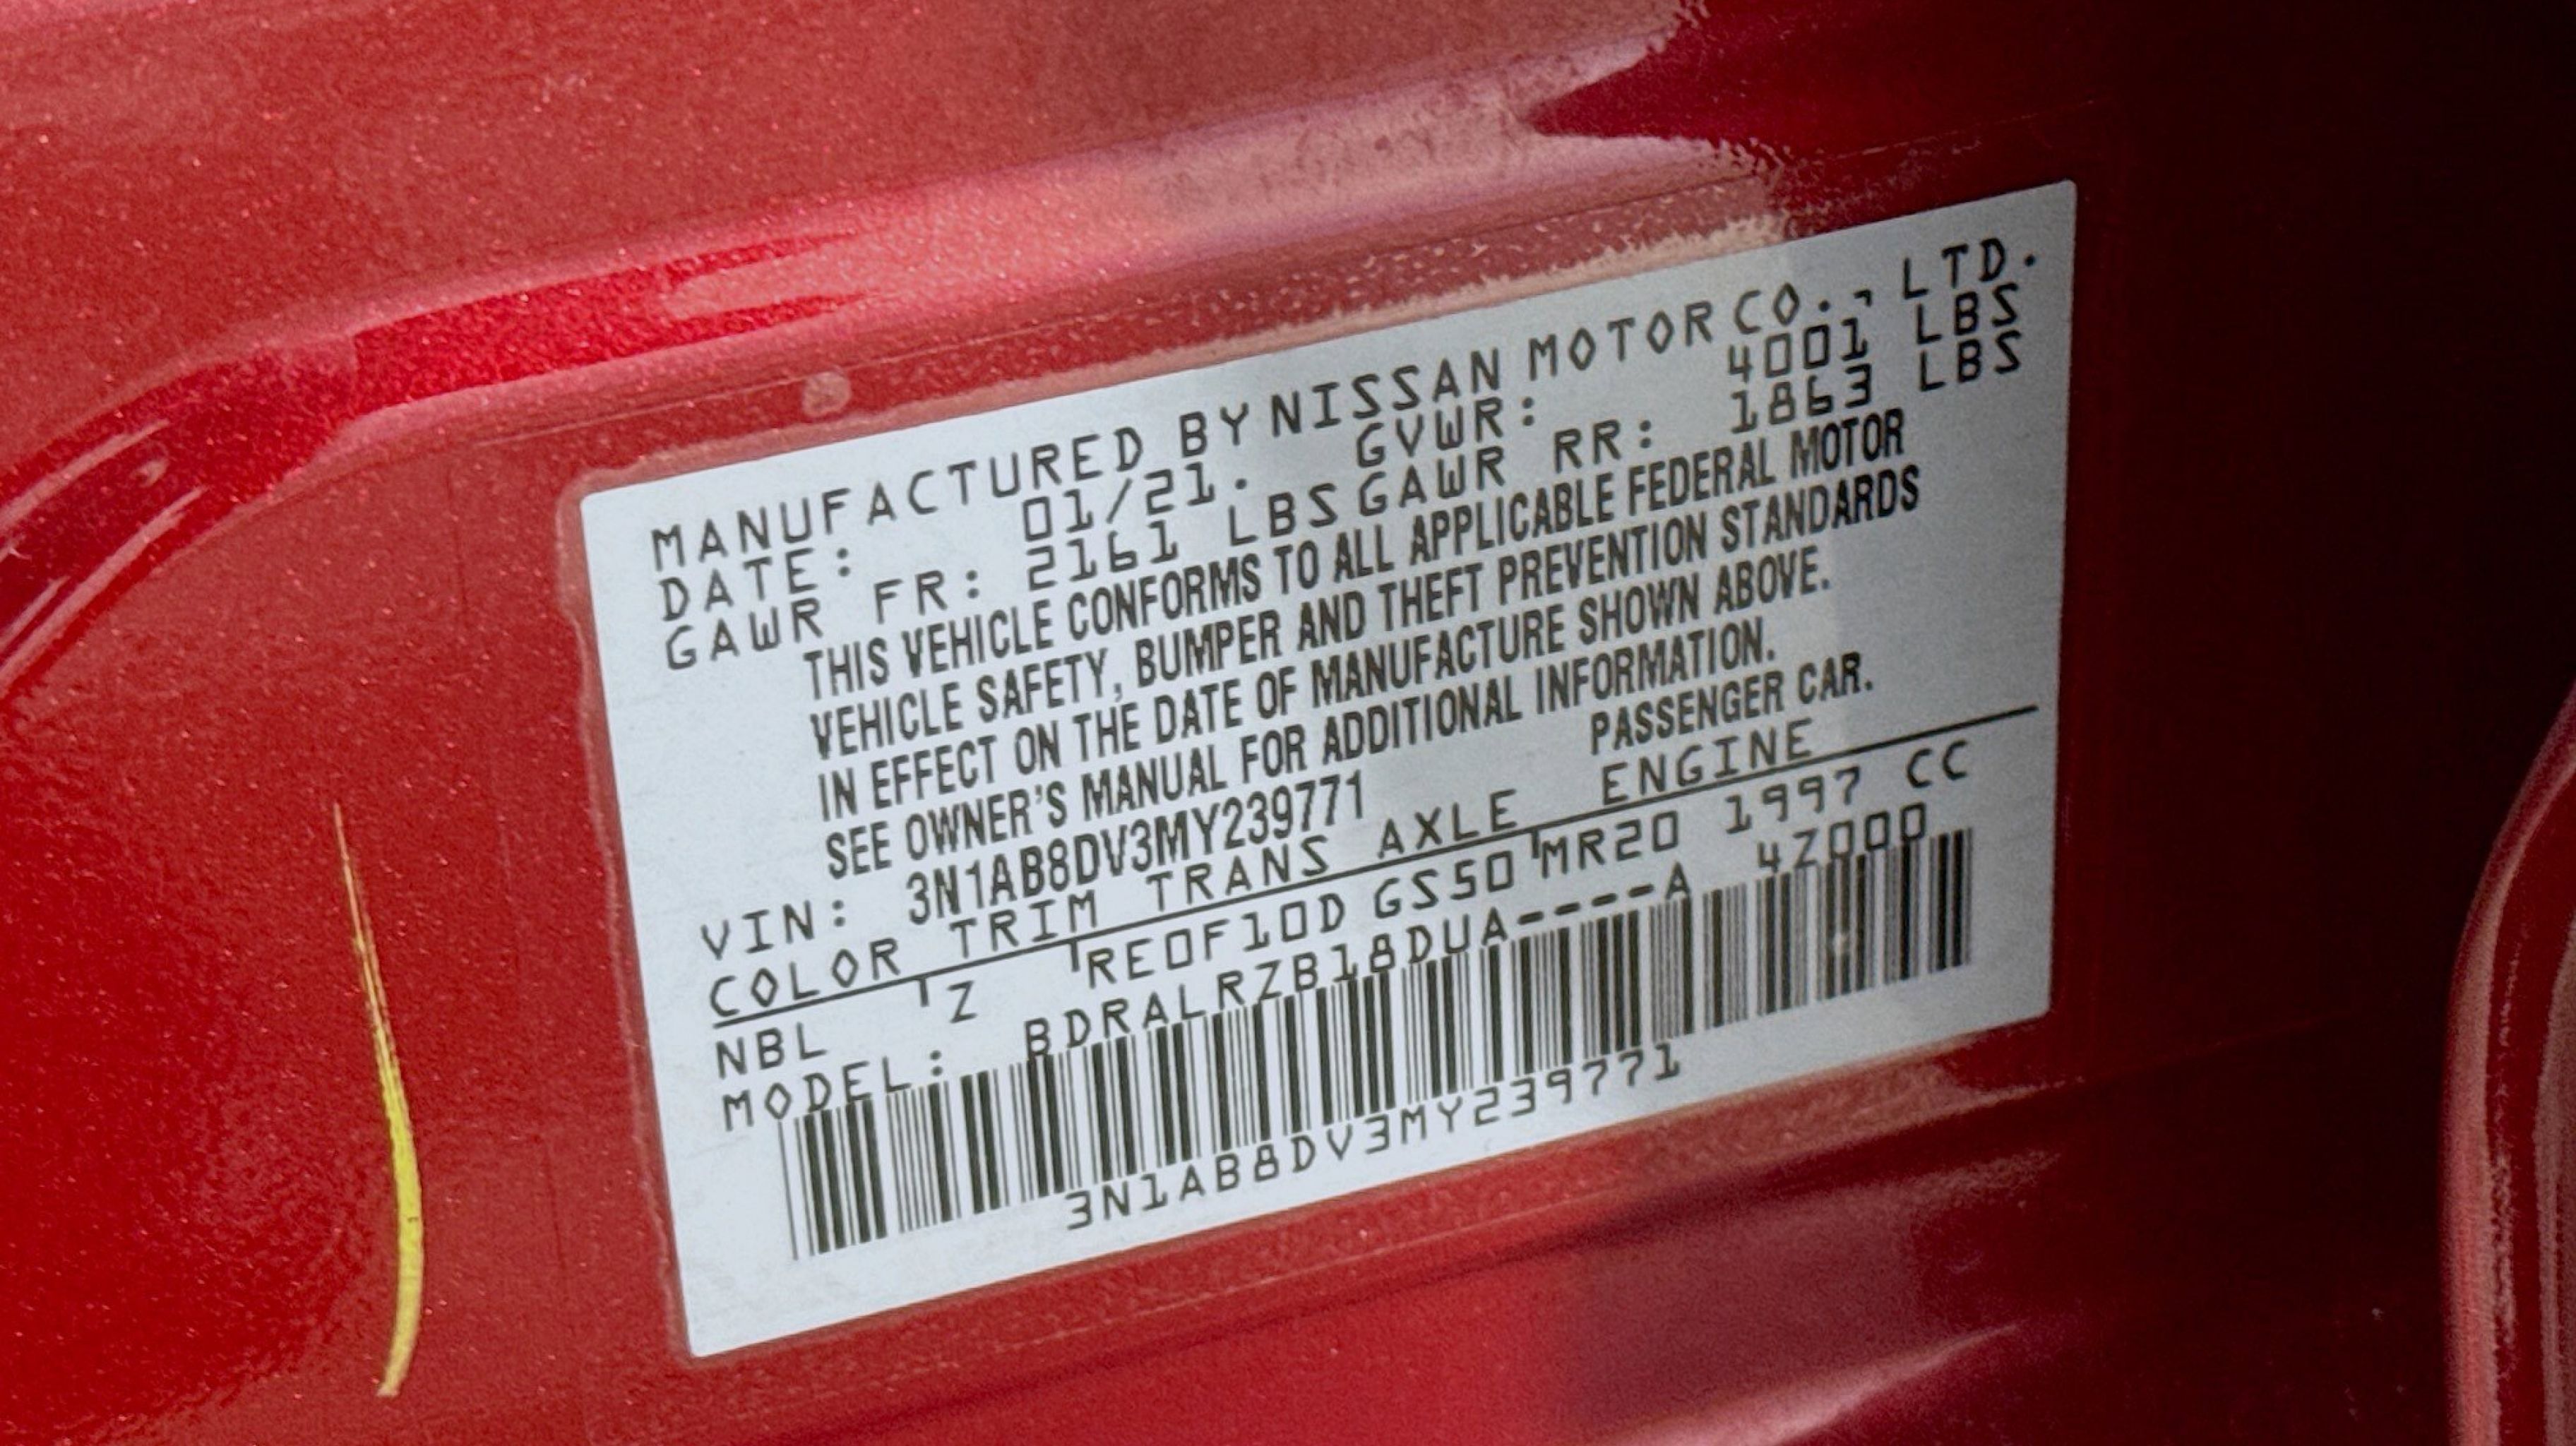 MANUFACTURED BY NISSAN MOTOR CO., LTD.
DATE: 01/21. GVWR: 4001 LBS
GAWR FR: 2161 LBS GAWR RR: 1863 LBS
THIS VEHICLE CONFORMS TO ALL APPLICABLE FEDERAL MOTOR
VEHICLE SAFETY, BUMPER AND THEFT PREVENTION STANDARDS
IN EFFECT ON THE DATE OF MANUFACTURE SHOWN ABOVE.
SEE OWNER'S MANUAL FOR ADDITIONAL INFORMATION.
VIN: 3N1AB8DV3MY239771 PASSENGER CAR.
COLOR TRIM TRANS AXLE ENGINE
NBL Z RE0F10D GS50 MR20 1997 CC
MODEL: BDRALRZB18DUA----A 4Z000
3N1AB8DV3MY239771